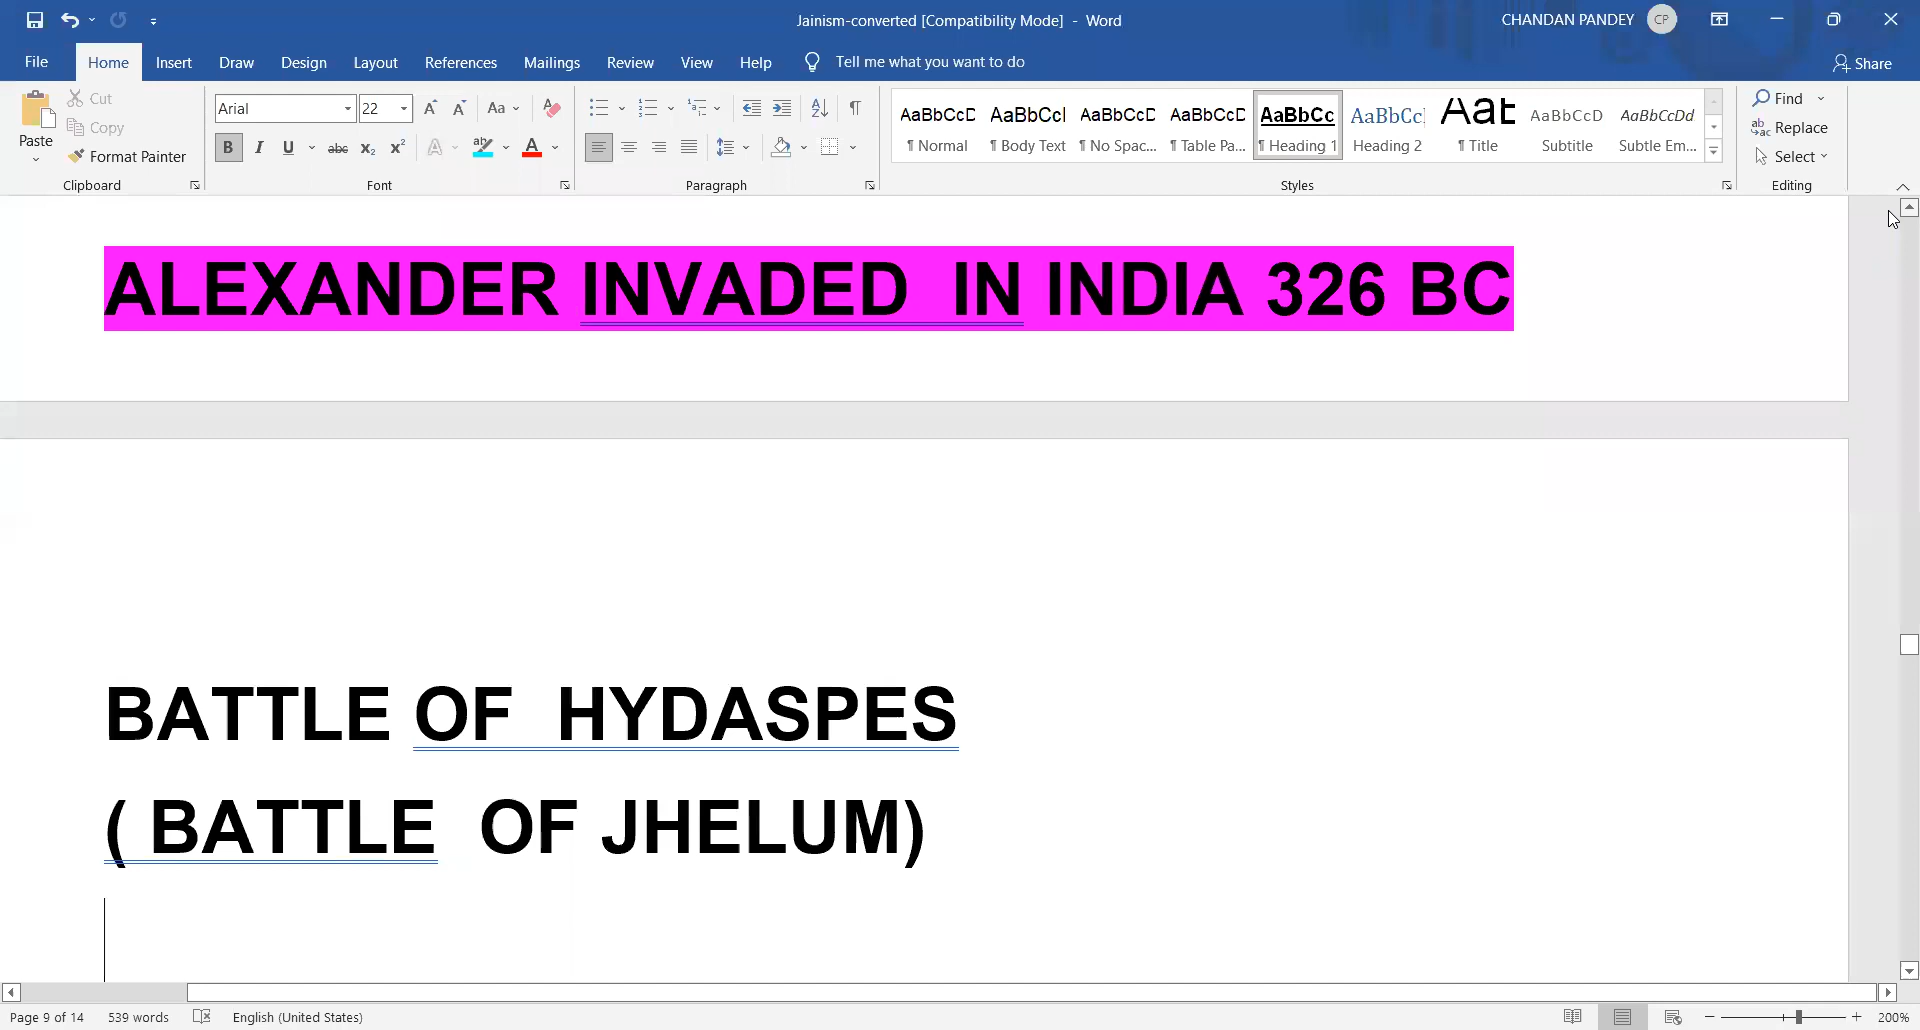 Jainism-converted [Compatibility Mode] - Word
CHANDAN PANDEY CP
File Home Insert Draw Design Layout References Mailings Review View Help Tell me what you want to do Share
Paste
Cut
Copy
Format Painter
Clipboard
Arial 22
Font
Paragraph
AaBbCcD AaBbCcI AaBbCcD AaBbCcD AaBbCc AaBbCc AaB AaBbCcD AaBbCcDd
¶ Normal ¶ Body Text ¶ No Spac... ¶ Table Pa... ¶ Heading 1 Heading 2 ¶ Title Subtitle Subtle Em...
Styles
Find
Replace
Select
Editing
ALEXANDER INVADED  IN INDIA 326 BC
BATTLE OF  HYDASPES
( BATTLE  OF JHELUM)
Page 9 of 14 539 words English (United States) 200%